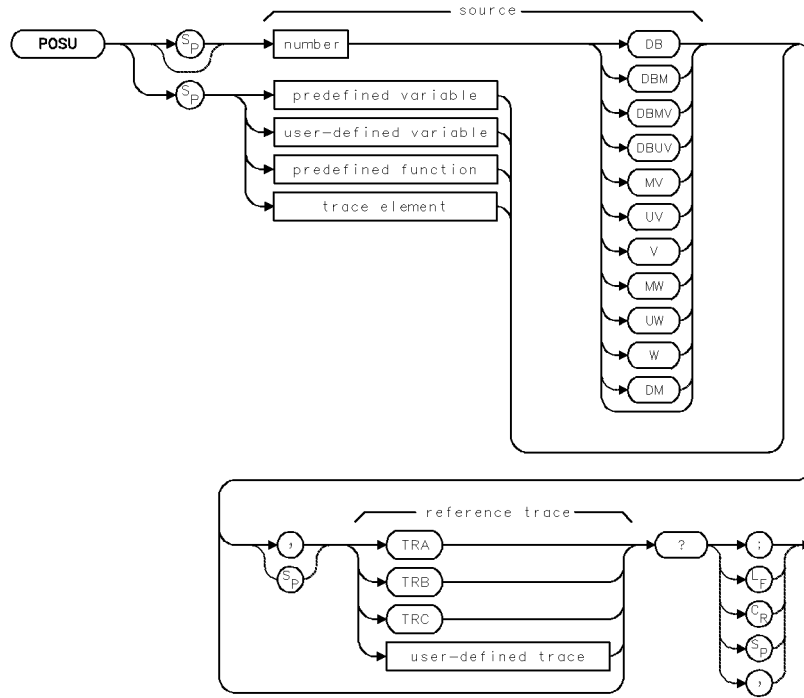 source
POSU
SP
number
DB
DBM
SP
predefined variable
DBMV
user-defined variable
DBUV
predefined function
MV
trace element
UV
V
MW
UW
W
DM
reference trace
,
TRA
?
;
SP
TRB
LF
TRC
CR
user-defined trace
SP
,